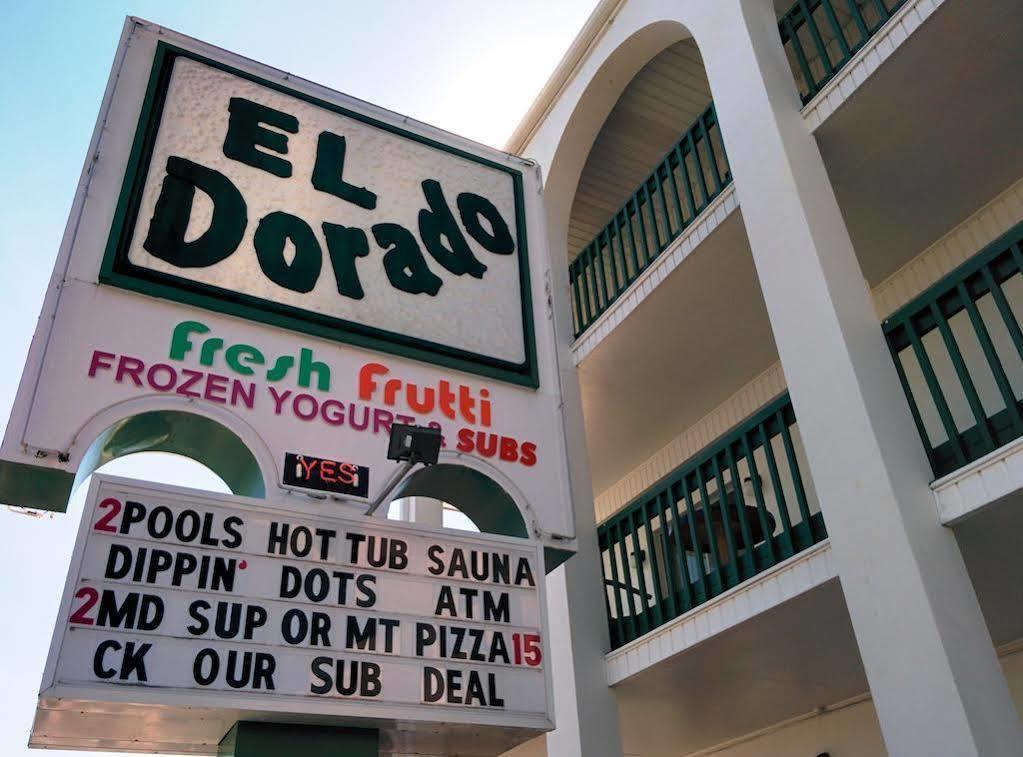 EL
Dorado
fresh frutti
FROZEN YOGURT & SUBS
YES
2POOLS HOT TUB SAUNA
DIPPIN' DOTS ATM
2MD SUP OR MT PIZZA15
CK OUR SUB DEAL